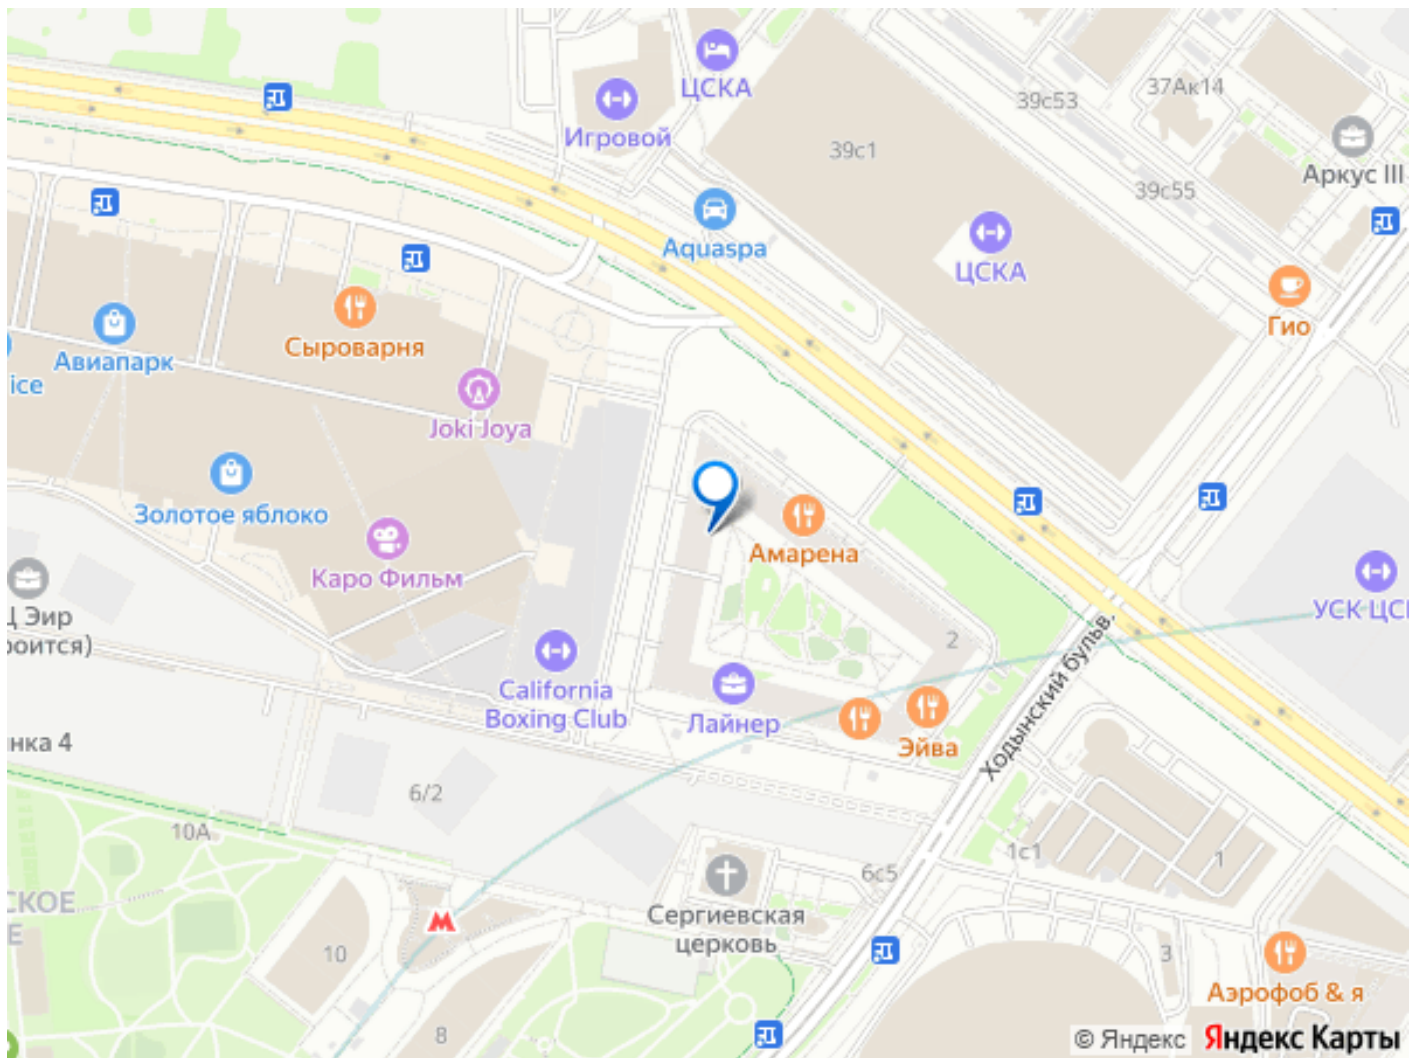 ЦСКА
Игровой
39с1
39с53
37Ак14
Аркус III
39с55
Aquaspa
ЦСКА
Гио
Сыроварня
Авиапарк
ice
Joki Joya
Золотое яблоко
Каро Фильм
Амарена
2
Ц Эир
роится)
УСК ЦСК
California
Boxing Club
Лайнер
Эйва
Ходынский бульв.
нка 4
6/2
10А
1с1
1
6с5
СКОЕ
Е
Сергиевская
церковь
10
8
3
Аэрофоб & я
© Яндекс Яндекс Карты